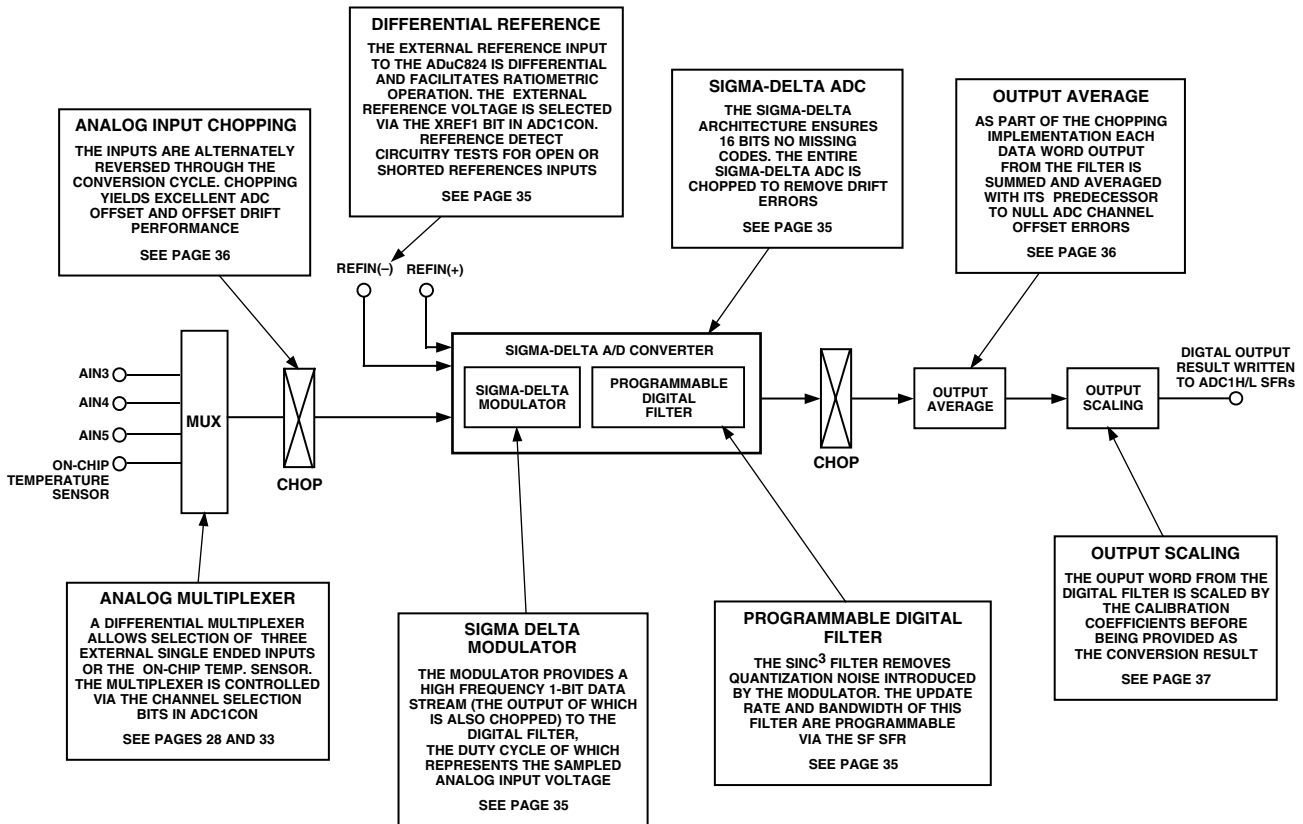 DIFFERENTIAL REFERENCE
THE EXTERNAL REFERENCE INPUT
TO THE ADuC824 IS DIFFERENTIAL
AND FACILITATES RATIOMETRIC
OPERATION. THE EXTERNAL
REFERENCE VOLTAGE IS SELECTED
VIA THE XREF1 BIT IN ADC1CON.
REFERENCE DETECT
CIRCUITRY TESTS FOR OPEN OR
SHORTED REFERENCES INPUTS
SEE PAGE 35
SIGMA-DELTA ADC
THE SIGMA-DELTA
ARCHITECTURE ENSURES
16 BITS NO MISSING
CODES. THE ENTIRE
SIGMA-DELTA ADC IS
CHOPPED TO REMOVE DRIFT
ERRORS
SEE PAGE 35
OUTPUT AVERAGE
AS PART OF THE CHOPPING
IMPLEMENTATION EACH
DATA WORD OUTPUT
FROM THE FILTER IS
SUMMED AND AVERAGED
WITH ITS PREDECESSOR
TO NULL ADC CHANNEL
OFFSET ERRORS
SEE PAGE 36
ANALOG INPUT CHOPPING
THE INPUTS ARE ALTERNATELY
REVERSED THROUGH THE
CONVERSION CYCLE. CHOPPING
YIELDS EXCELLENT ADC
OFFSET AND OFFSET DRIFT
PERFORMANCE
SEE PAGE 36
REFIN(–) REFIN(+)
AIN3
AIN4
AIN5
ON-CHIP
TEMPERATURE
SENSOR
MUX
CHOP
SIGMA-DELTA A/D CONVERTER
SIGMA-DELTA
MODULATOR
PROGRAMMABLE
DIGITAL
FILTER
CHOP
OUTPUT
AVERAGE
OUTPUT
SCALING
DIGTAL OUTPUT
RESULT WRITTEN
TO ADC1H/L SFRs
ANALOG MULTIPLEXER
A DIFFERENTIAL MULTIPLEXER
ALLOWS SELECTION OF THREE
EXTERNAL SINGLE ENDED INPUTS
OR THE ON-CHIP TEMP. SENSOR.
THE MULTIPLEXER IS CONTROLLED
VIA THE CHANNEL SELECTION
BITS IN ADC1CON
SEE PAGES 28 AND 33
SIGMA DELTA
MODULATOR
THE MODULATOR PROVIDES A
HIGH FREQUENCY 1-BIT DATA
STREAM (THE OUTPUT OF WHICH
IS ALSO CHOPPED) TO THE
DIGITAL FILTER,
THE DUTY CYCLE OF WHICH
REPRESENTS THE SAMPLED
ANALOG INPUT VOLTAGE
SEE PAGE 35
PROGRAMMABLE DIGITAL
FILTER
THE SINC³ FILTER REMOVES
QUANTIZATION NOISE INTRODUCED
BY THE MODULATOR. THE UPDATE
RATE AND BANDWIDTH OF THIS
FILTER ARE PROGRAMMABLE
VIA THE SF SFR
SEE PAGE 35
OUTPUT SCALING
THE OUPUT WORD FROM THE
DIGITAL FILTER IS SCALED BY
THE CALIBRATION
COEFFICIENTS BEFORE
BEING PROVIDED AS
THE CONVERSION RESULT
SEE PAGE 37